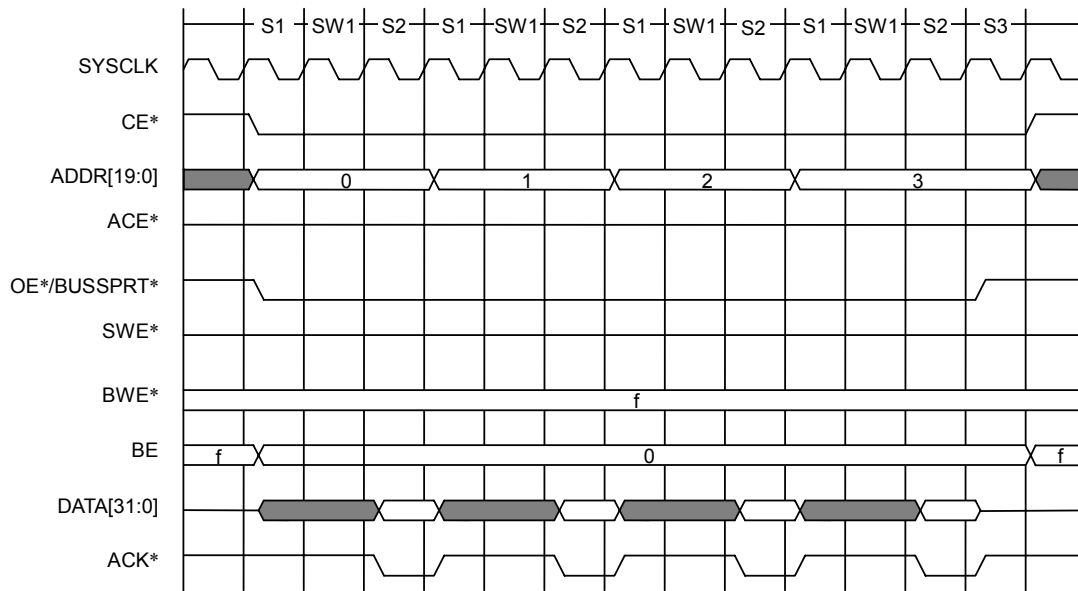 S1 SW1 S2 S1 SW1 S2 S1 SW1 S2 S1 SW1 S2 S3
SYSCLK
CE*
ADDR[19:0] 0 1 2 3
ACE*
OE*/BUSSPRT*
SWE*
BWE* f
BE f 0 f
DATA[31:0]
ACK*